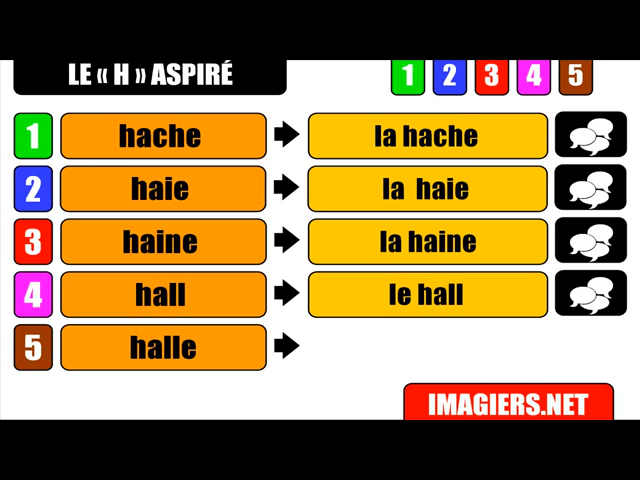 LE « H » ASPIRÉ
1 2 3 4 5
1 hache la hache
2 haie la haie
3 haine la haine
4 hall le hall
5 halle
IMAGIERS.NET